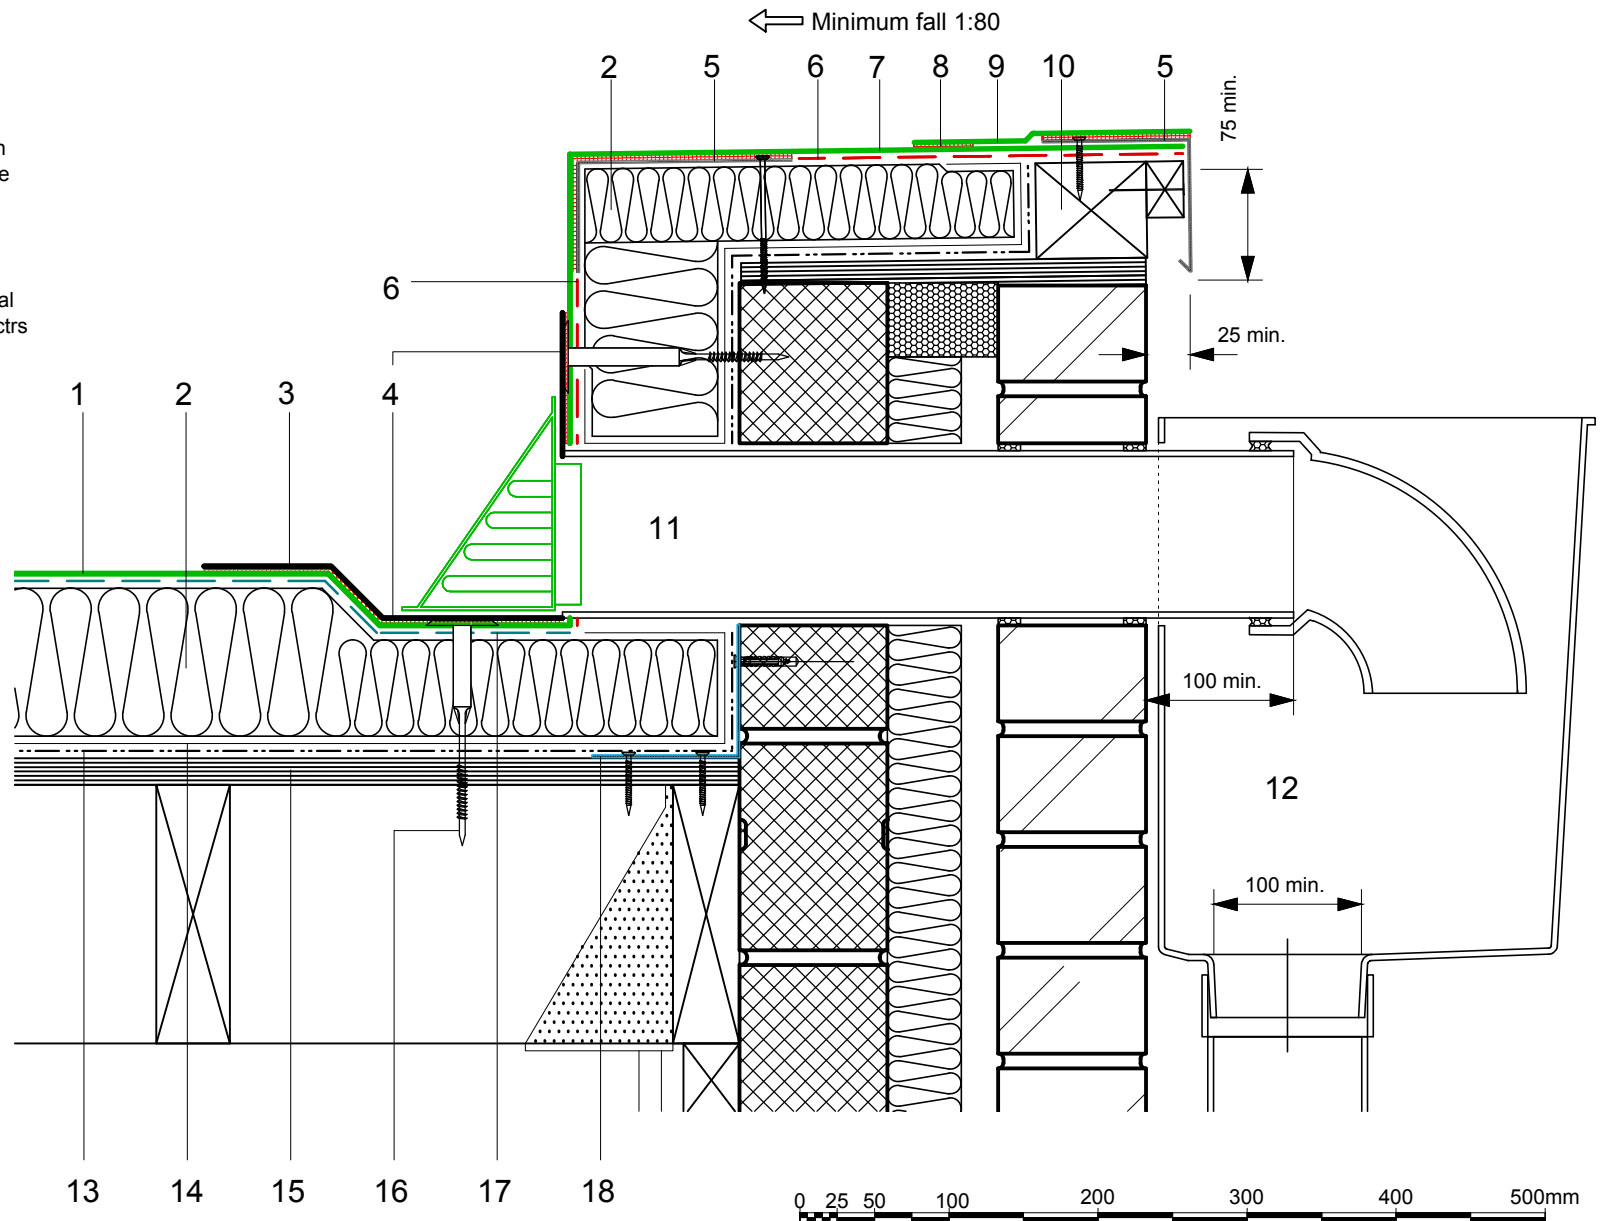 Minimum fall 1:80
2 5 6 7 8 9 10 5
75 min.
n
e
al
ctrs
6
25 min.
1 2 3 4
11
100 min.
12
100 min.
13 14 15 16 17 18
0 25 50 100 200 300 400 500mm